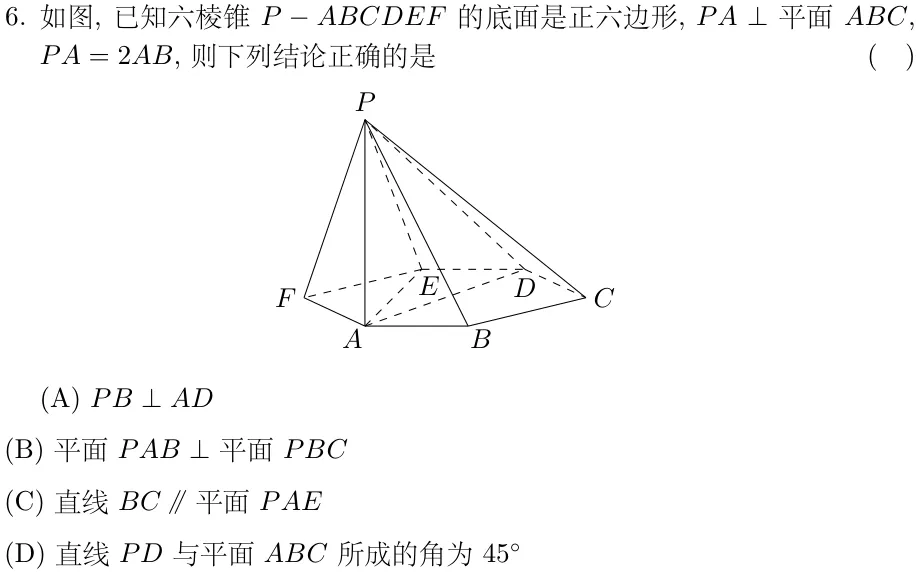 6. 如图, 已知六棱锥 P − ABCDEF 的底面是正六边形, PA ⊥ 平面 ABC,
PA = 2AB, 则下列结论正确的是 ( )
P
F
E
D
C
A
B
(A) PB ⊥ AD
(B) 平面 PAB ⊥ 平面 PBC
(C) 直线 BC ∥ 平面 PAE
(D) 直线 PD 与平面 ABC 所成的角为 45°